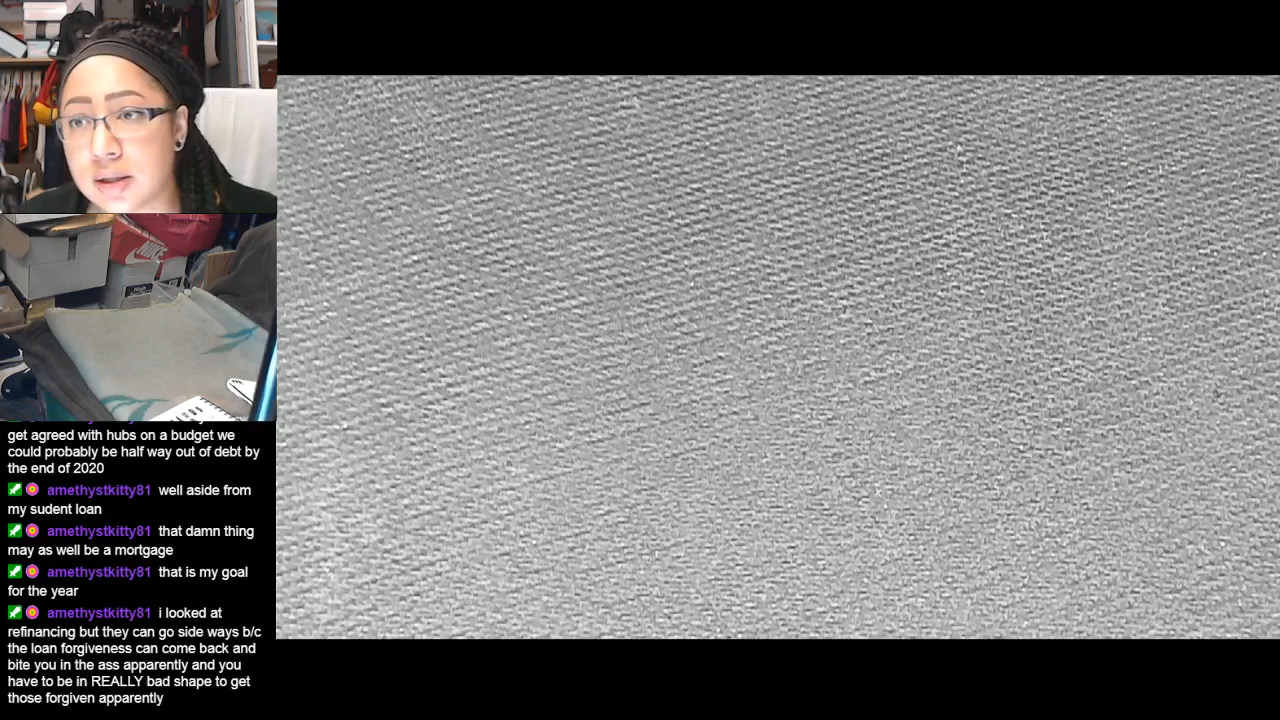 NIKE
High
get agreed with hubs on a budget we
could probably be half way out of debt by
the end of 2020
amethystkitty81 well aside from
my sudent loan
amethystkitty81 that damn thing
may as well be a mortgage
amethystkitty81 that is my goal
for the year
amethystkitty81 i looked at
refinancing but they can go side ways b/c
the loan forgiveness can come back and
bite you in the ass apparently and you
have to be in REALLY bad shape to get
those forgiven apparently